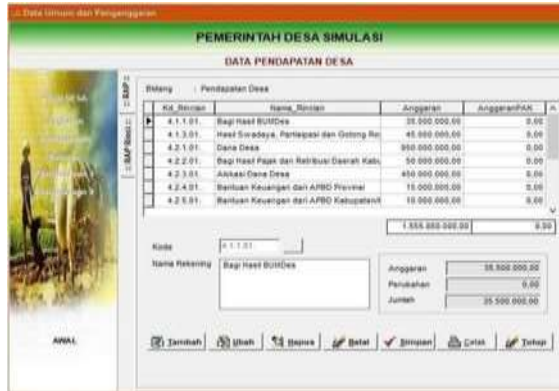 .: Data Umum dan Penganggaran
PEMERINTAH DESA SIMULASI
DATA PENDAPATAN DESA
:: RAP ::
:: RAP Rinci ::
Bidang : Pendapatan Desa
Kd_Rincian Nama_Rincian Anggaran AnggaranPAK
4.1.1.01. Bagi Hasil BUMDes 35.500.000,00 0,00
4.1.3.01. Hasil Swadaya, Partisipasi dan Gotong Ro 45.000.000,00 0,00
4.2.1.01. Dana Desa 950.000.000,00 0,00
4.2.2.01. Bagi Hasil Pajak dan Retribusi Daerah Kabu 50.000.000,00 0,00
4.2.3.01. Alokasi Dana Desa 450.000.000,00 0,00
4.2.4.01. Bantuan Keuangan dari APBD Provinsi 15.000.000,00 0,00
4.2.5.01. Bantuan Keuangan dari APBD Kabupaten/ 10.000.000,00 0,00
0,00
Kode 4.1.1.01.
Nama Rekening Bagi Hasil BUMDes
Anggaran 35.500.000,00
Perubahan 0,00
Jumlah 35.500.000,00
AWAL
Tambah Ubah Hapus Batal Simpan Cetak Tutup